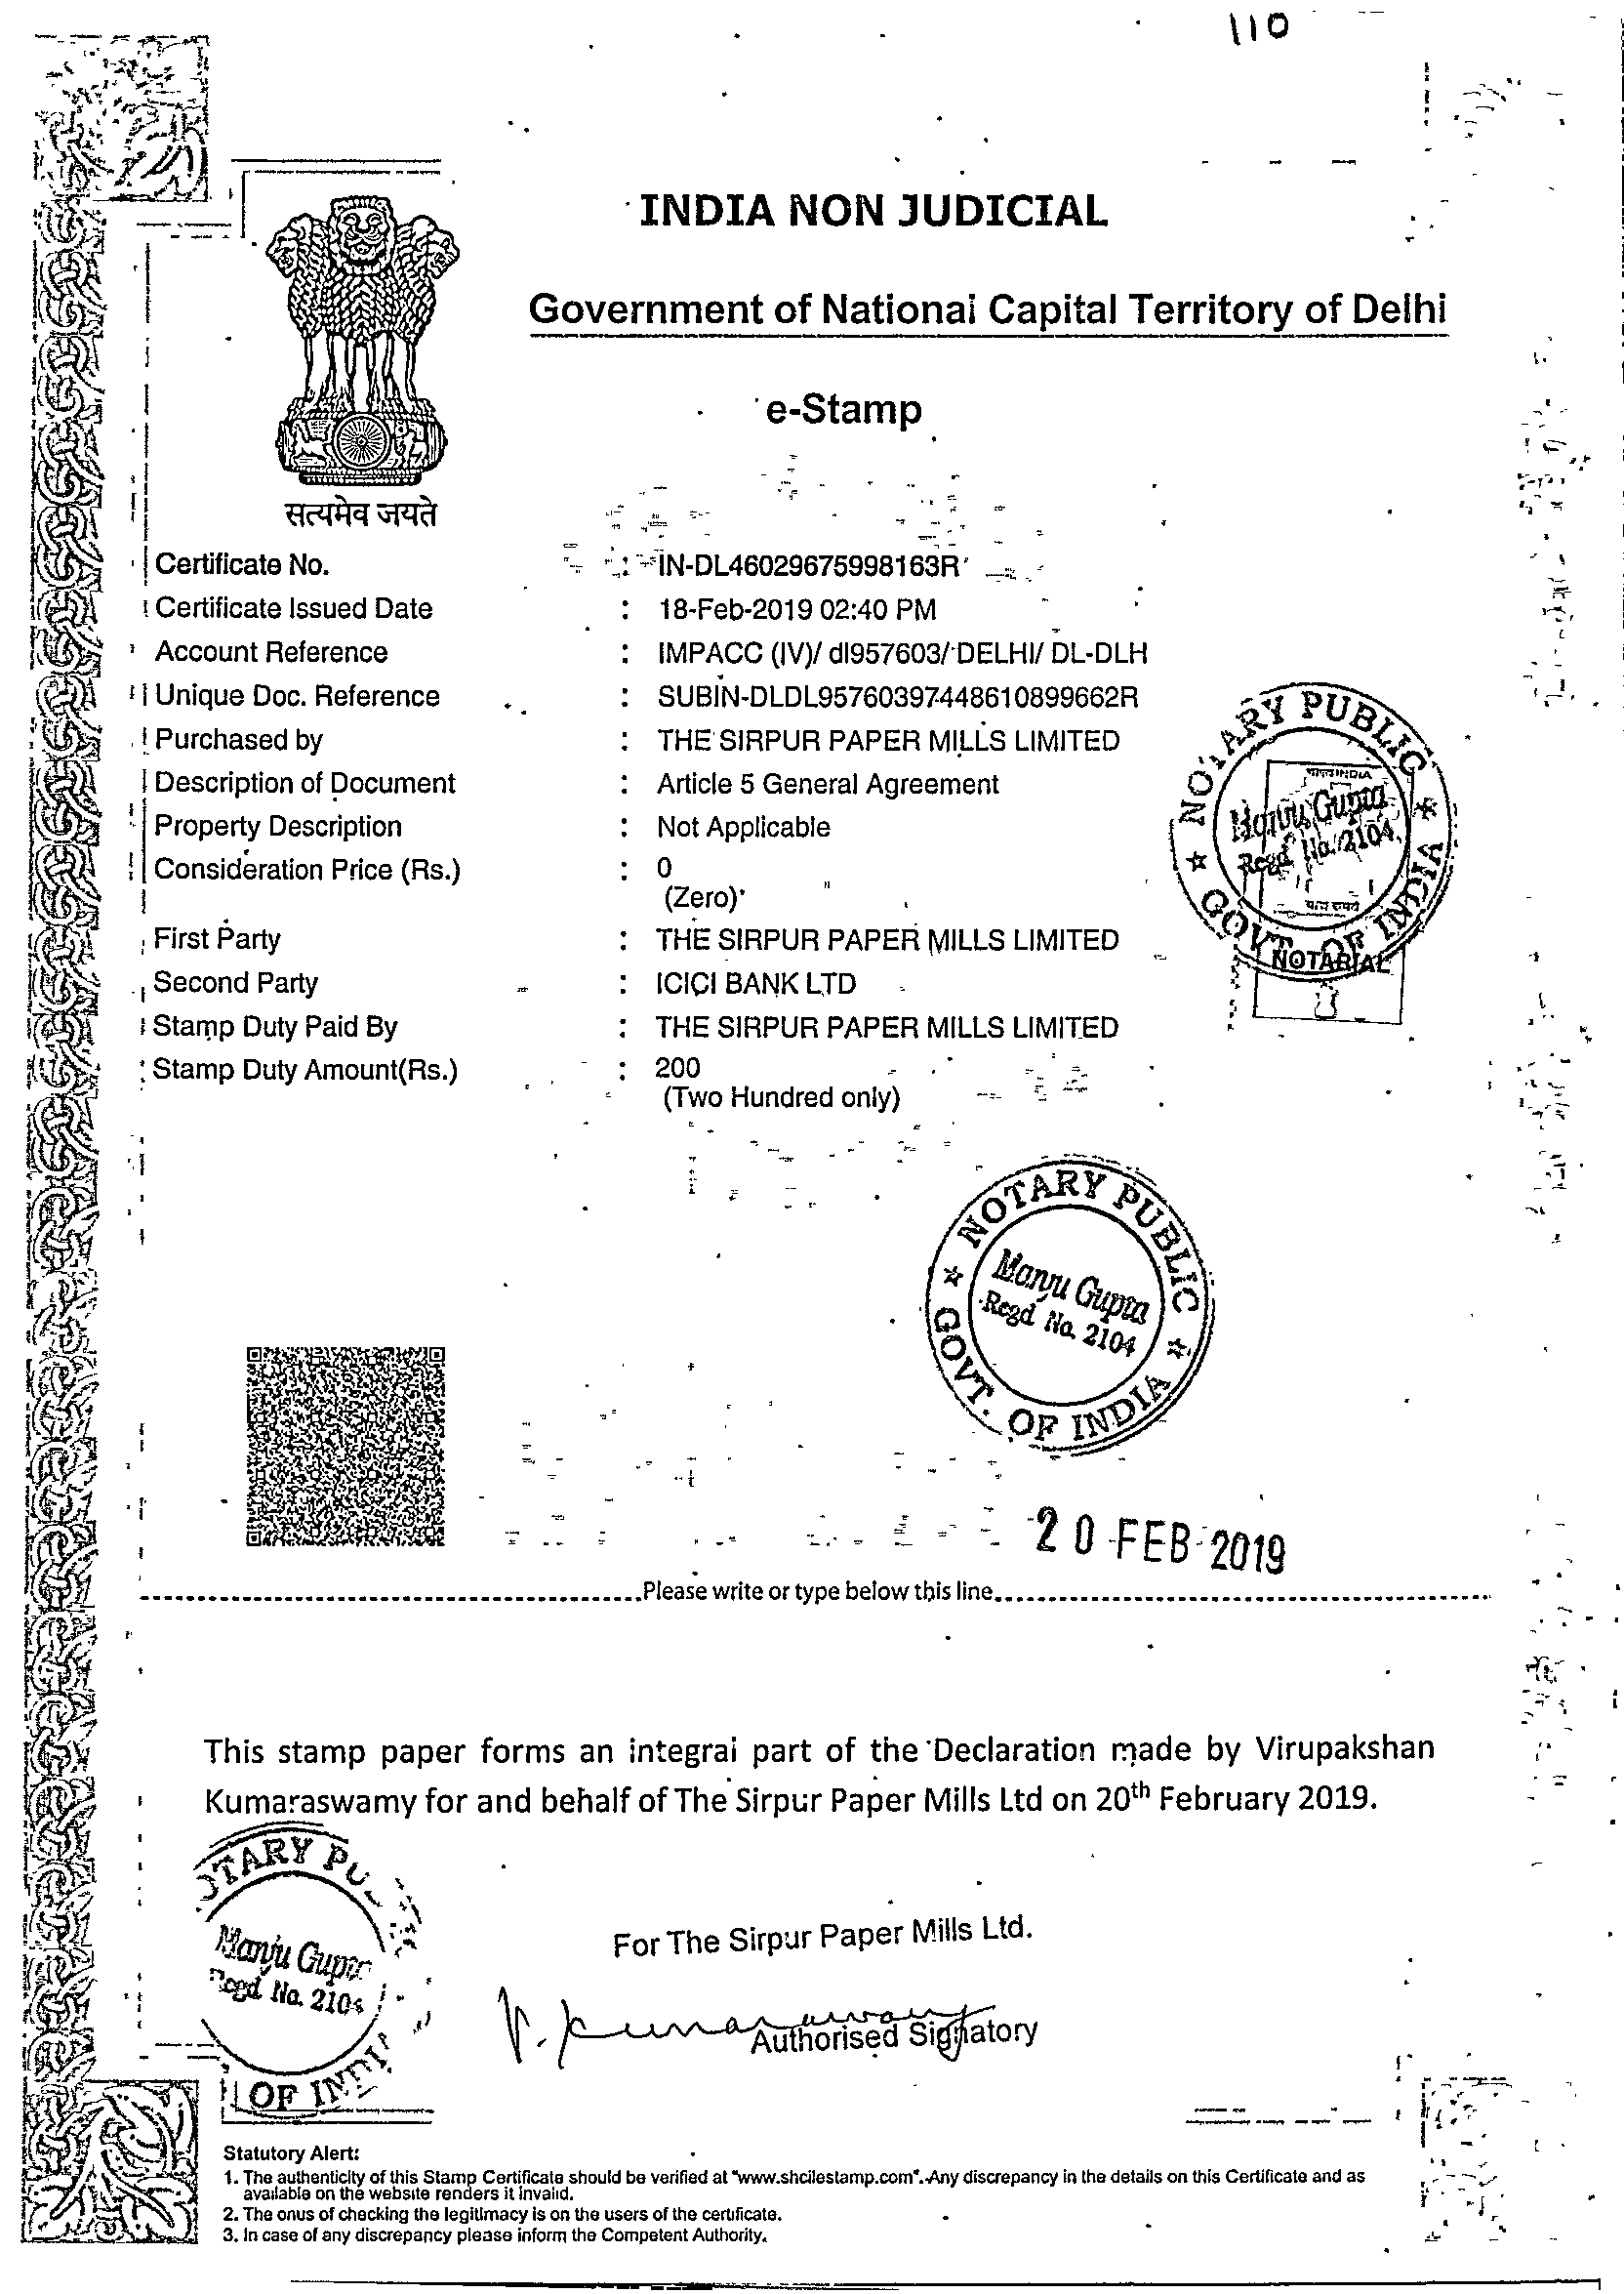 110
INDIA NON JUDICIAL
Government of National Capital Territory of Delhi
e-Stamp
सत्यमेव जयते
Certificate No. : IN-DL46029675998163R
Certificate Issued Date : 18-Feb-2019 02:40 PM
Account Reference : IMPACC (IV)/ dl957603/ DELHI/ DL-DLH
Unique Doc. Reference : SUBIN-DLDL95760397448610899662R
Purchased by : THE SIRPUR PAPER MILLS LIMITED
Description of Document : Article 5 General Agreement
Property Description : Not Applicable
Consideration Price (Rs.) : 0
(Zero)
First Party : THE SIRPUR PAPER MILLS LIMITED
Second Party : ICICI BANK LTD
Stamp Duty Paid By : THE SIRPUR PAPER MILLS LIMITED
Stamp Duty Amount(Rs.) : 200
(Two Hundred only)
NOTARY PUBLIC
Manju Gupta
Regd No. 2104
GOVT. OF INDIA
INDIA
NOTARIAL
NOTARY PUBLIC
Manju Gupta
Regd No. 2104
GOVT. OF INDIA
20 FEB 2019
Please write or type below this line
This stamp paper forms an integral part of the Declaration made by Virupakshan
Kumaraswamy for and behalf of The Sirpur Paper Mills Ltd on 20th February 2019.
OTARY PU
Manju Gupta
Regd No. 2104
OF INDI
For The Sirpur Paper Mills Ltd.
V. Kumaraswamy
Authorised Signatory
Statutory Alert:
1. The authenticity of this Stamp Certificate should be verified at "www.shcilestamp.com". Any discrepancy in the details on this Certificate and as
available on the website renders it invalid.
2. The onus of checking the legitimacy is on the users of the certificate.
3. In case of any discrepancy please inform the Competent Authority.